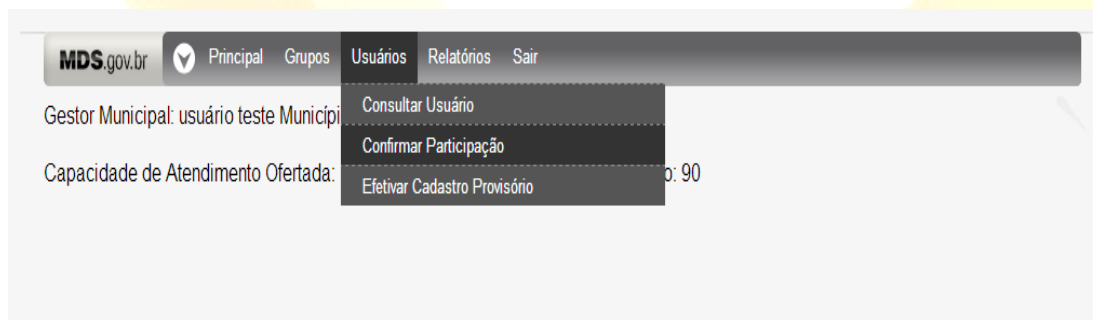 MDS.gov.br Principal Grupos Usuários Relatórios Sair
Consultar Usuário
Gestor Municipal: usuário teste
Confirmar Participação
Capacidade de Atendimento Ofertada: : 90
Efetivar Cadastro Provisório